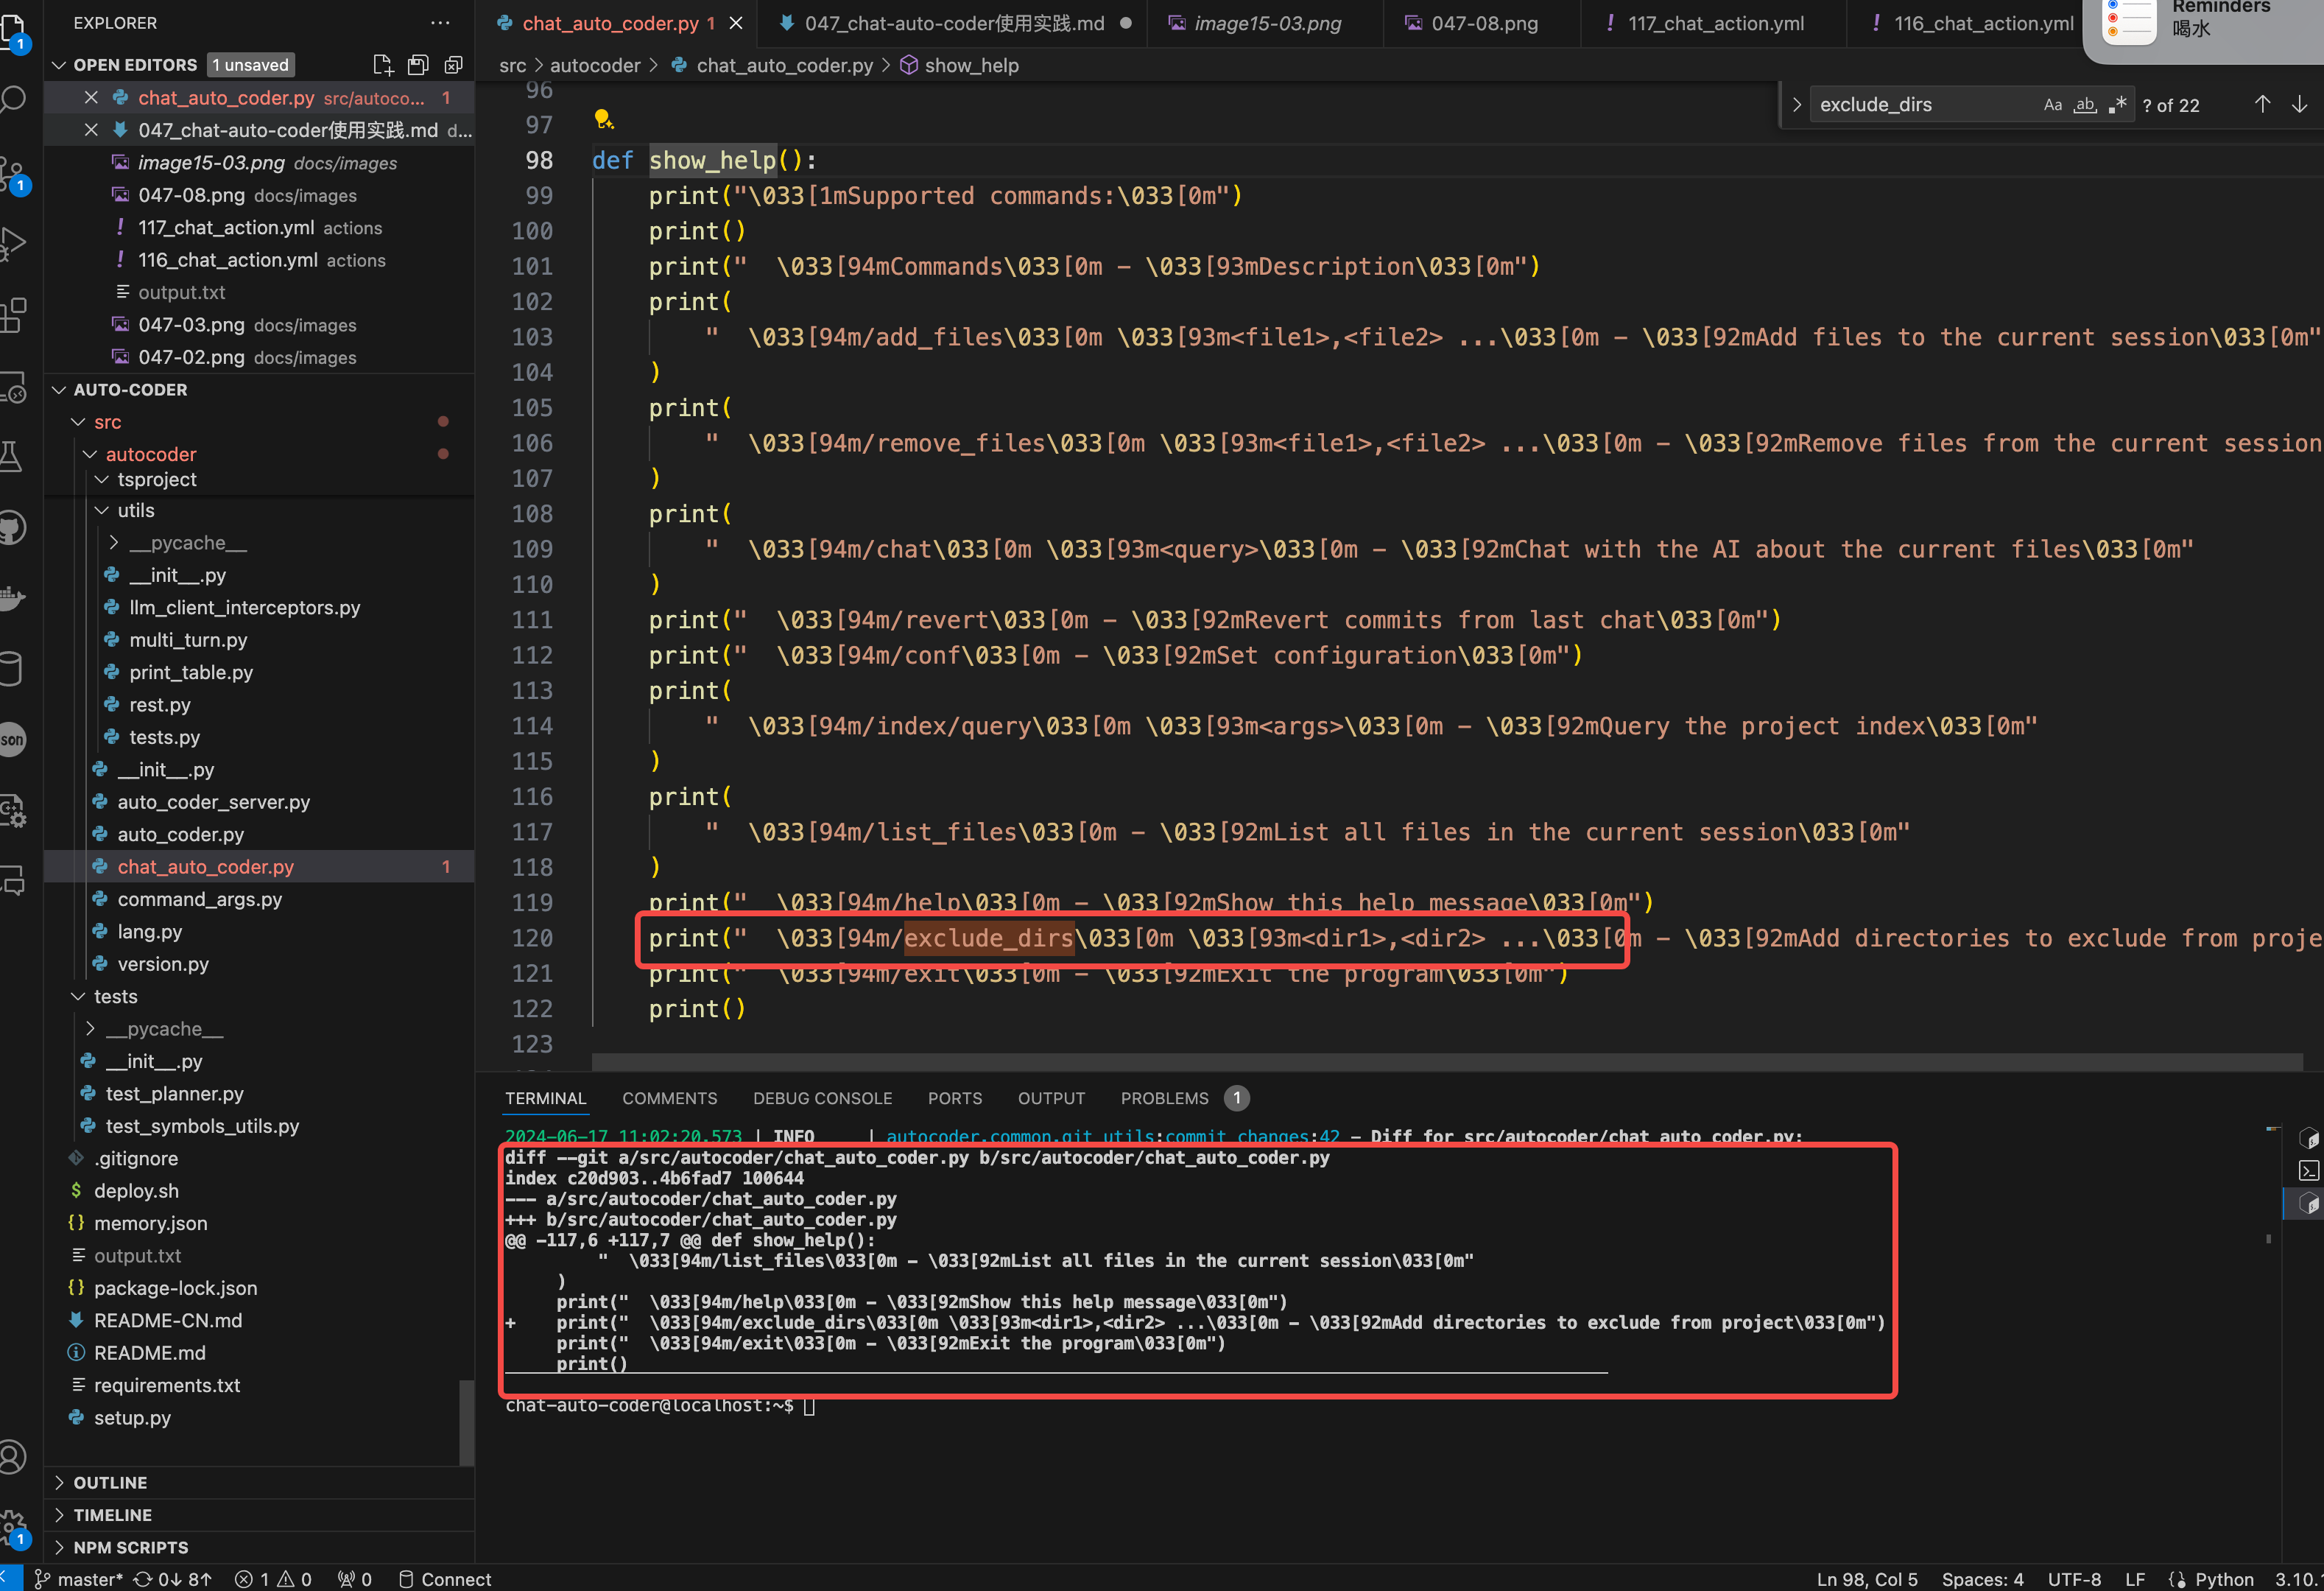 EXPLORER
OPEN EDITORS 1 unsaved
chat_auto_coder.py src/autoco... 1
047_chat-auto-coder使用实践.md d...
image15-03.png docs/images
047-08.png docs/images
! 117_chat_action.yml actions
! 116_chat_action.yml actions
output.txt
047-03.png docs/images
047-02.png docs/images
AUTO-CODER
src
autocoder
tsproject
utils
__pycache__
__init__.py
llm_client_interceptors.py
multi_turn.py
print_table.py
rest.py
tests.py
__init__.py
auto_coder_server.py
auto_coder.py
chat_auto_coder.py 1
command_args.py
lang.py
version.py
tests
__pycache__
__init__.py
test_planner.py
test_symbols_utils.py
.gitignore
$ deploy.sh
{} memory.json
output.txt
{} package-lock.json
README-CN.md
README.md
requirements.txt
setup.py
OUTLINE
TIMELINE
NPM SCRIPTS
1
1
son
1
chat_auto_coder.py 1
047_chat-auto-coder使用实践.md
image15-03.png
047-08.png
! 117_chat_action.yml
! 116_chat_action.yml
Reminders
喝水
src > autocoder > chat_auto_coder.py > show_help
exclude_dirs Aa ab .* ? of 22
96
97
98 def show_help():
99 print("\033[1mSupported commands:\033[0m")
100 print()
101 print("  \033[94mCommands\033[0m - \033[93mDescription\033[0m")
102 print(
103 "  \033[94m/add_files\033[0m \033[93m<file1>,<file2> ...\033[0m - \033[92mAdd files to the current session\033[0m"
104 )
105 print(
106 "  \033[94m/remove_files\033[0m \033[93m<file1>,<file2> ...\033[0m - \033[92mRemove files from the current session
107 )
108 print(
109 "  \033[94m/chat\033[0m \033[93m<query>\033[0m - \033[92mChat with the AI about the current files\033[0m"
110 )
111 print("  \033[94m/revert\033[0m - \033[92mRevert commits from last chat\033[0m")
112 print("  \033[94m/conf\033[0m - \033[92mSet configuration\033[0m")
113 print(
114 "  \033[94m/index/query\033[0m \033[93m<args>\033[0m - \033[92mQuery the project index\033[0m"
115 )
116 print(
117 "  \033[94m/list_files\033[0m - \033[92mList all files in the current session\033[0m"
118 )
119 print("  \033[94m/help\033[0m - \033[92mShow this help message\033[0m")
120 print("  \033[94m/exclude_dirs\033[0m \033[93m<dir1>,<dir2> ...\033[0m - \033[92mAdd directories to exclude from proje
121 print("  \033[94m/exit\033[0m - \033[92mExit the program\033[0m")
122 print()
123
TERMINAL COMMENTS DEBUG CONSOLE PORTS OUTPUT PROBLEMS 1
2024-06-17 11:02:20.573 | INFO | autocoder.common.git_utils:commit_changes:42 - Diff for src/autocoder/chat_auto_coder.py:
diff --git a/src/autocoder/chat_auto_coder.py b/src/autocoder/chat_auto_coder.py
index c20d903..4b6fad7 100644
--- a/src/autocoder/chat_auto_coder.py
+++ b/src/autocoder/chat_auto_coder.py
@@ -117,6 +117,7 @@ def show_help():
"  \033[94m/list_files\033[0m - \033[92mList all files in the current session\033[0m"
)
print("  \033[94m/help\033[0m - \033[92mShow this help message\033[0m")
+ print("  \033[94m/exclude_dirs\033[0m \033[93m<dir1>,<dir2> ...\033[0m - \033[92mAdd directories to exclude from project\033[0m")
print("  \033[94m/exit\033[0m - \033[92mExit the program\033[0m")
print()
chat-auto-coder@localhost:~$
master* 0↓ 8↑ 1 0 0 Connect
Ln 98, Col 5 Spaces: 4 UTF-8 LF Python 3.10.